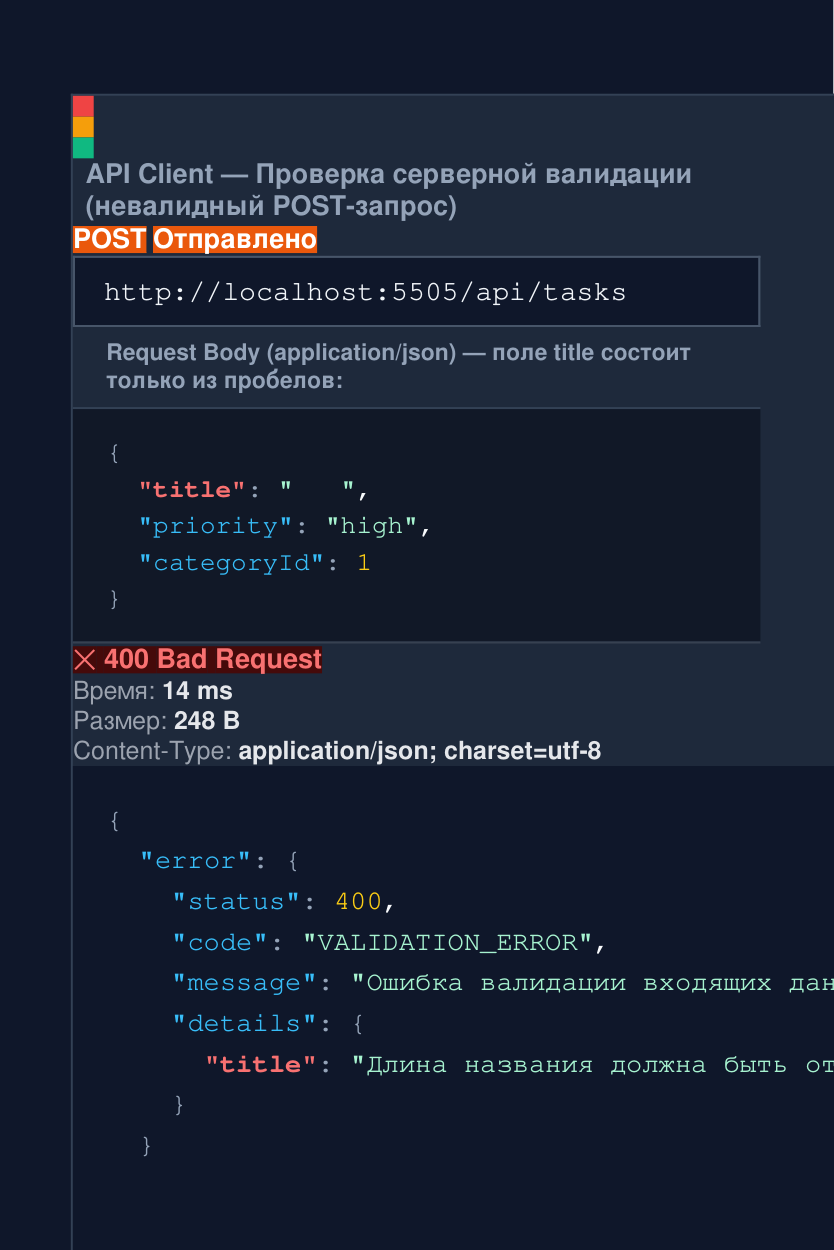 API Client — Проверка серверной валидации
(невалидный POST-запрос)
POST Отправлено
http://localhost:5505/api/tasks
Request Body (application/json) — поле title состоит
только из пробелов:
{
  "title": "   ",
  "priority": "high",
  "categoryId": 1
}
✕ 400 Bad Request
Время: 14 ms
Размер: 248 B
Content-Type: application/json; charset=utf-8
{
  "error": {
    "status": 400,
    "code": "VALIDATION_ERROR",
    "message": "Ошибка валидации входящих
    "details": {
      "title": "Длина названия должна быть от
    }
  }